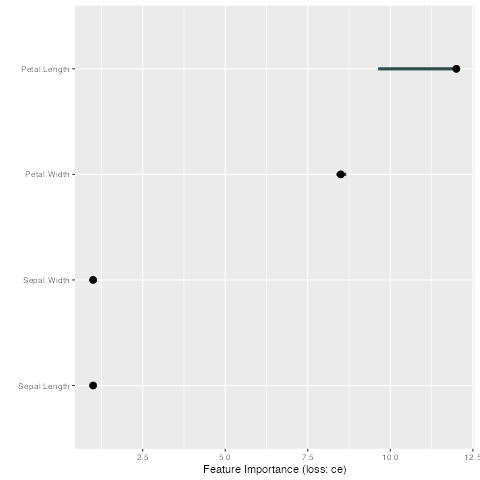 Petal.Length
Petal.Width
Sepal.Width
Sepal.Length
2.5 5.0 7.5 10.0 12.5
Feature Importance (loss: ce)